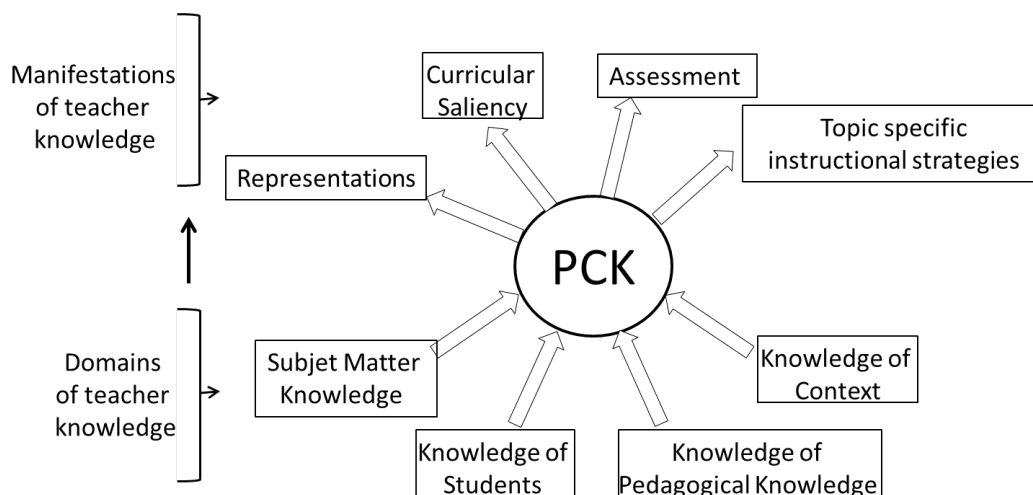 Manifestations
of teacher
knowledge
Curricular
Saliency
Assessment
Topic specific
instructional strategies
Representations
PCK
Domains
of teacher
knowledge
Subjet Matter
Knowledge
Knowledge of
Students
Knowledge of
Pedagogical Knowledge
Knowledge of
Context